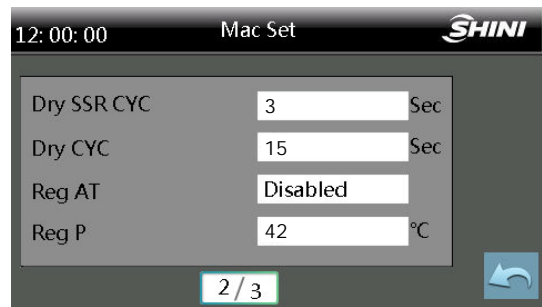 12: 00: 00 Mac Set SHINI
Dry SSR CYC 3 Sec
Dry CYC 15 Sec
Reg AT Disabled
Reg P 42 °C
2/3